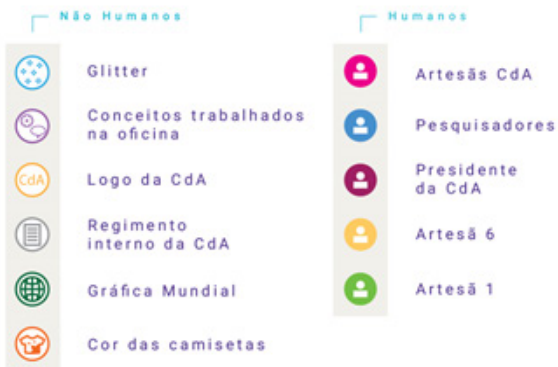 Não Humanos
Glitter
Conceitos trabalhados
na oficina
CdA
Logo da CdA
Regimento
interno da CdA
Gráfica Mundial
Cor das camisetas
Humanos
Artesãs CdA
Pesquisadores
Presidente
da CdA
Artesã 6
Artesã 1